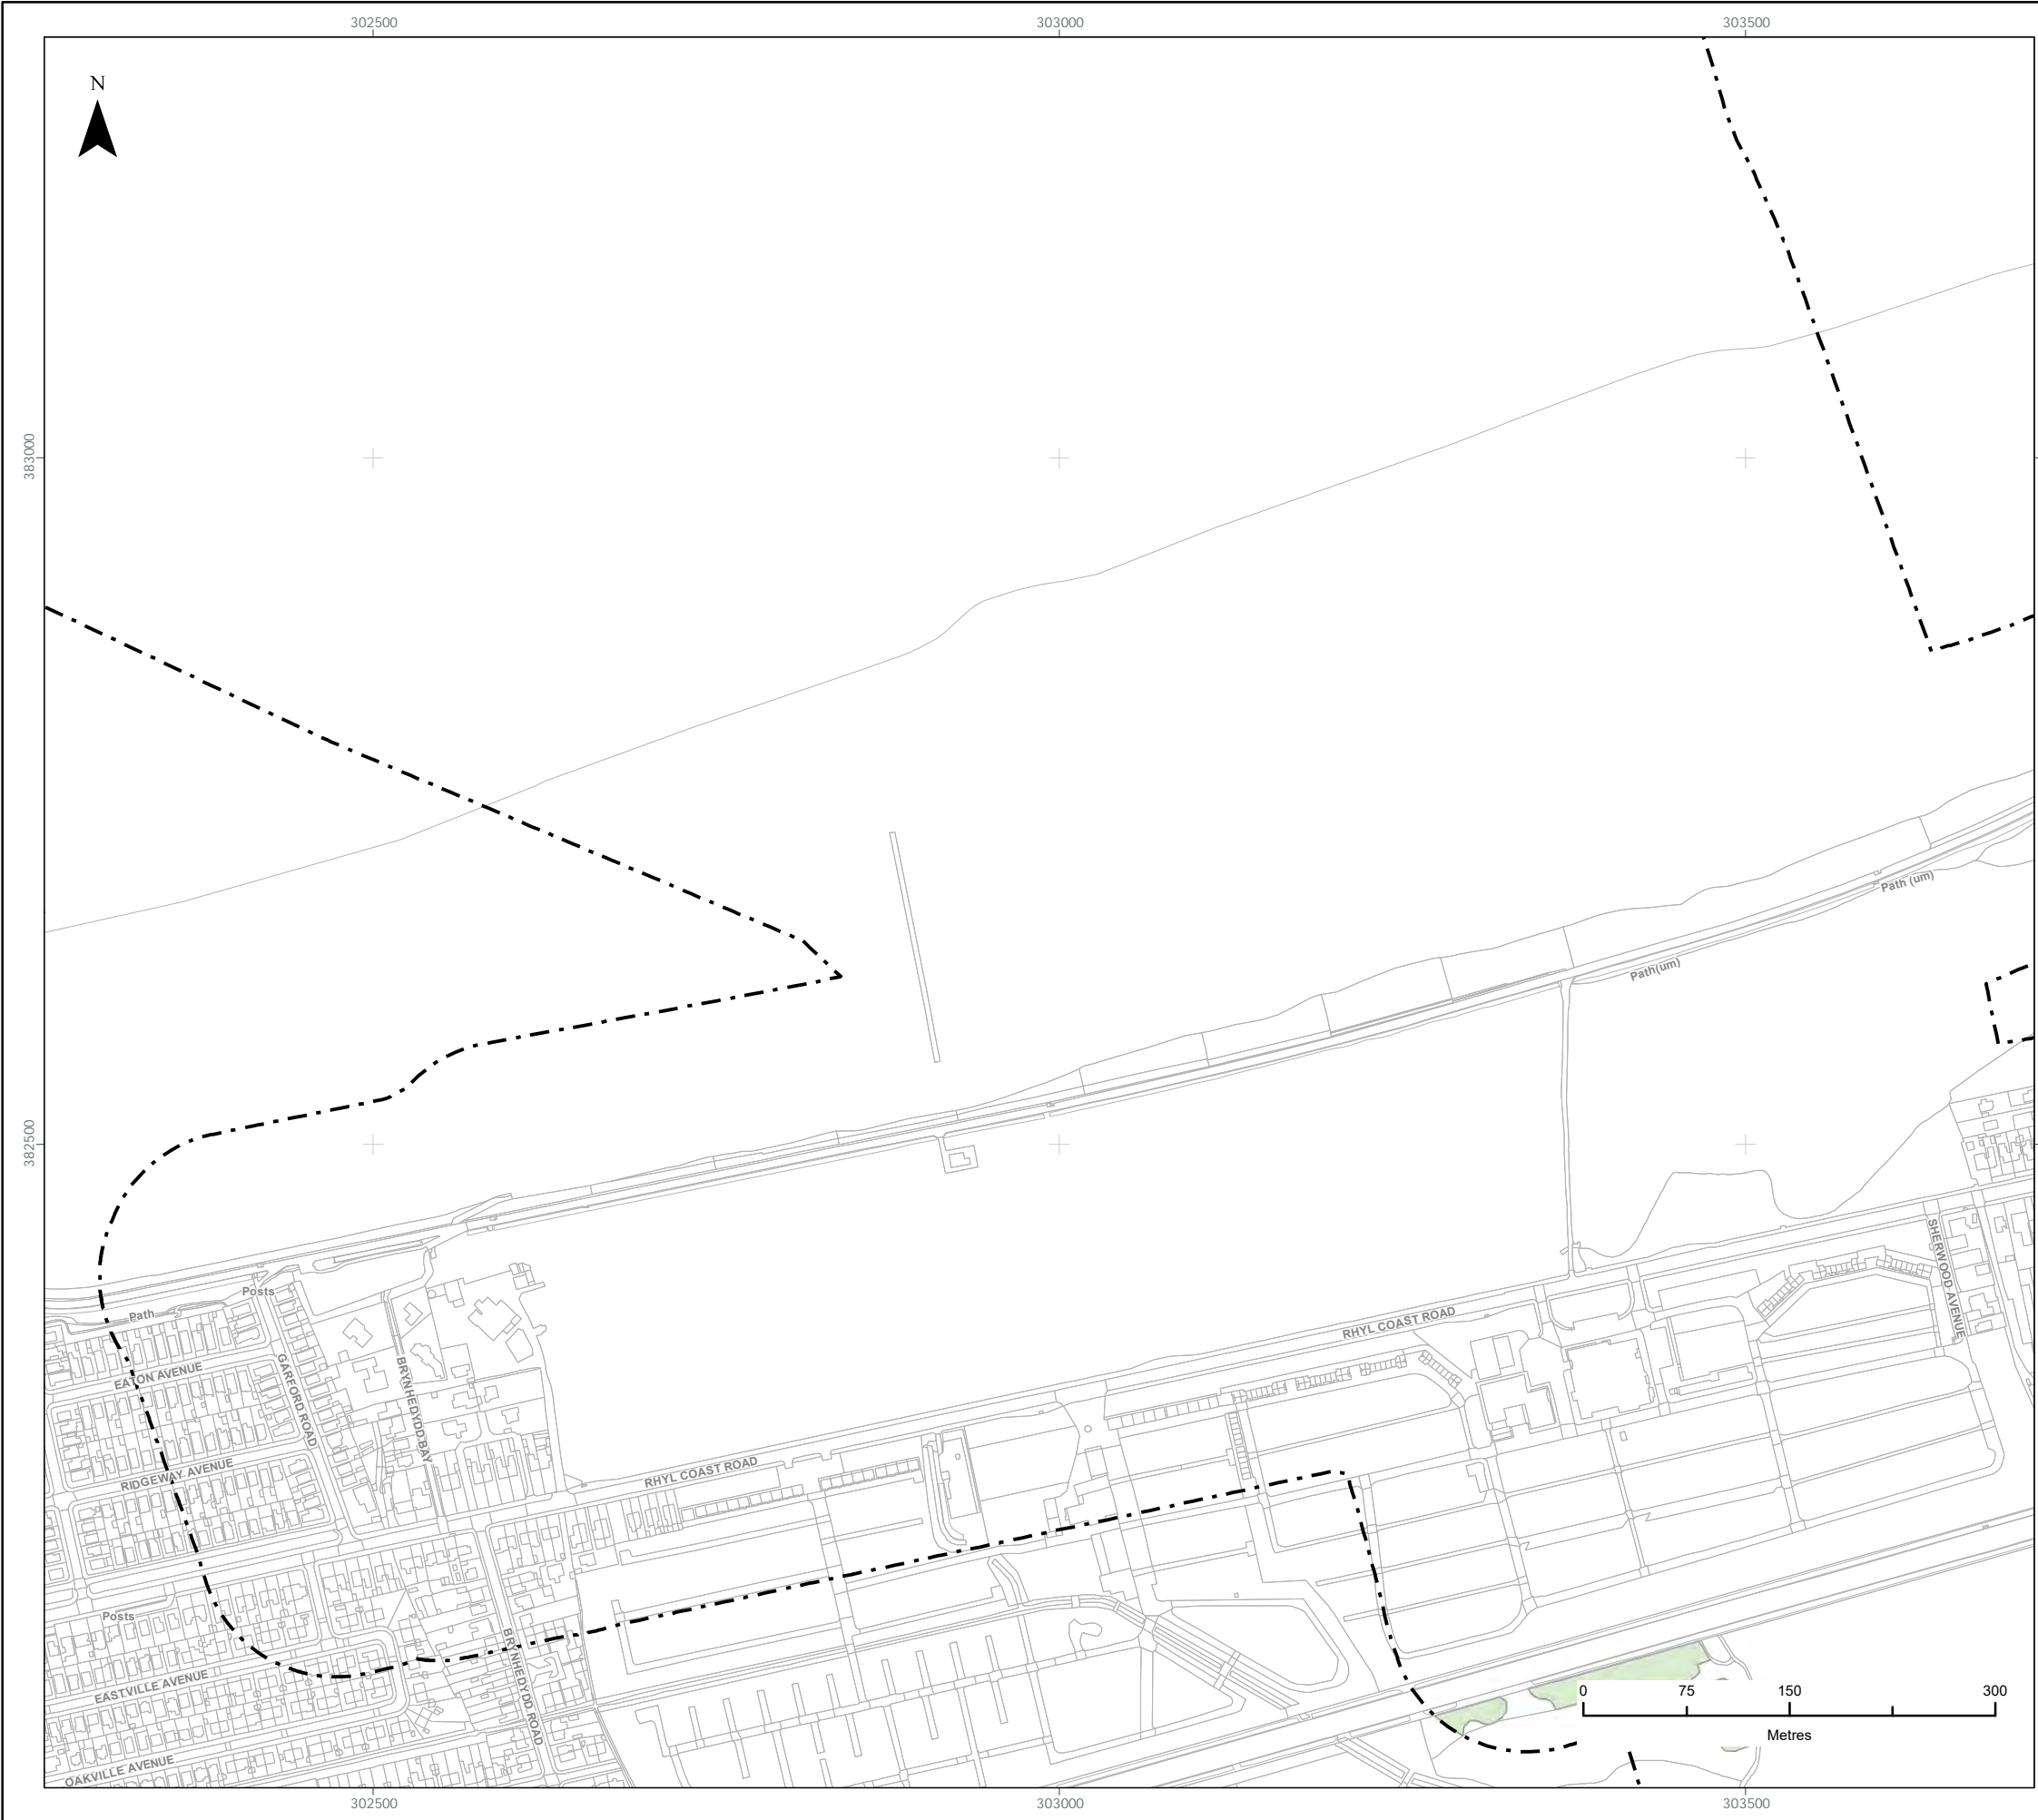 302500
303000
303500
N
383000
382500
Path (um)
Path(um)
Posts
Path
SHERWOOD AVENUE
RHYL COAST ROAD
EATON AVENUE
GARFORD ROAD
BRYNHEDYDD BAY
RIDGEWAY AVENUE
RHYL COAST ROAD
Posts
EASTVILLE AVENUE
BRYNHEDYDD ROAD
OAKVILLE AVENUE
0 75 150 300
Metres
302500
303000
303500